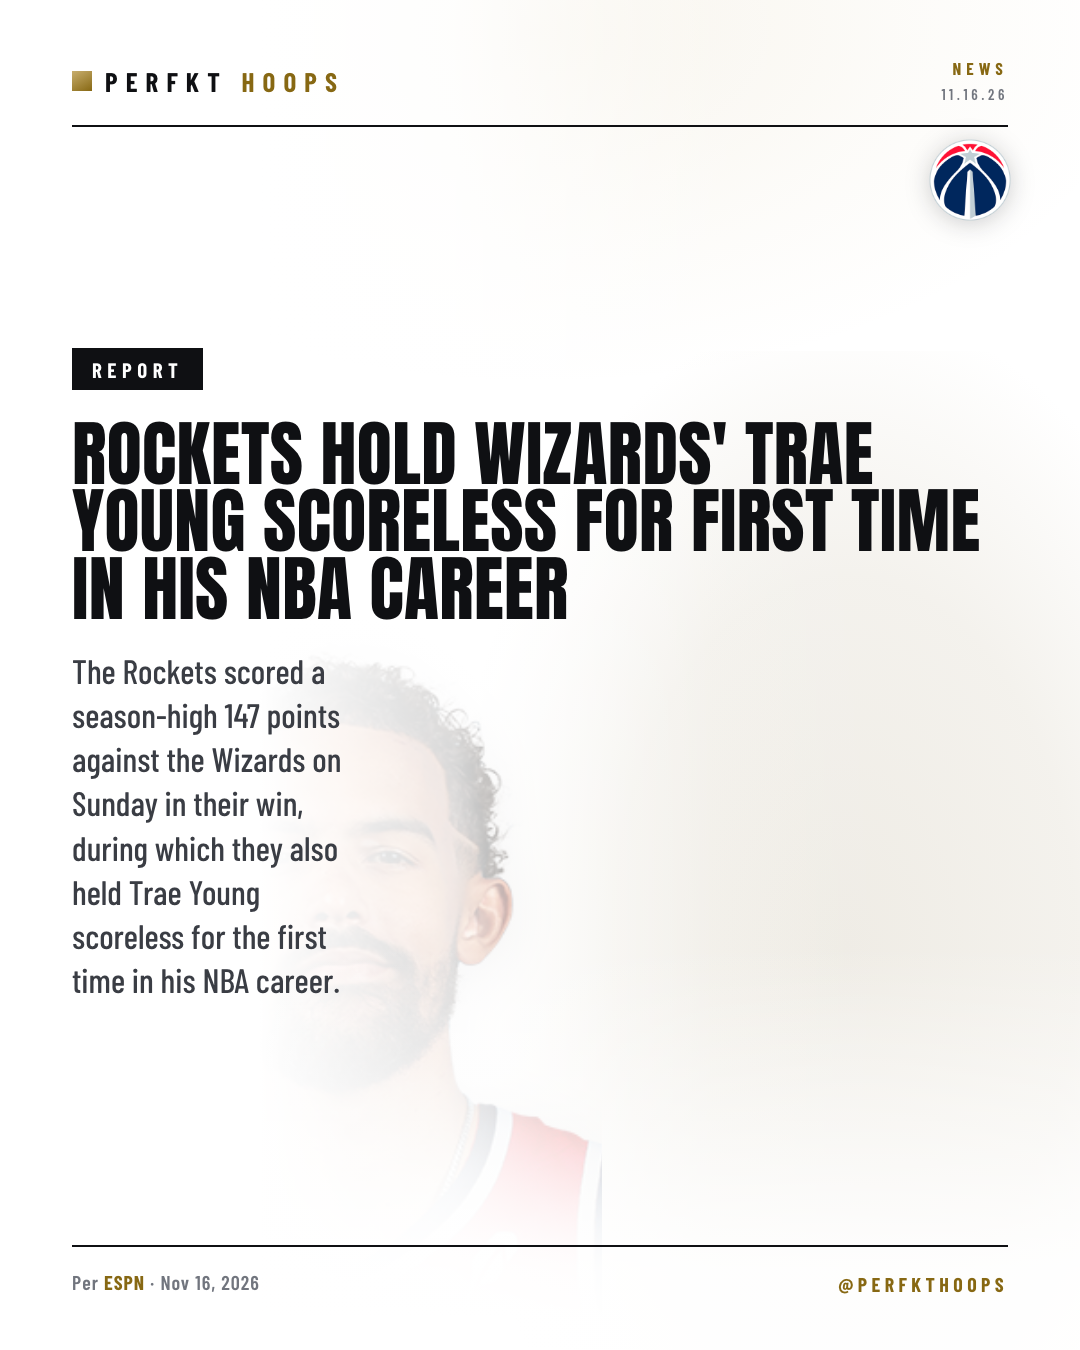 PERFKT HOOPS
NEWS
11.16.26
REPORT
ROCKETS HOLD WIZARDS' TRAE
YOUNG SCORELESS FOR FIRST TIME
IN HIS NBA CAREER
The Rockets scored a
season-high 147 points
against the Wizards on
Sunday in their win,
during which they also
held Trae Young
scoreless for the first
time in his NBA career.
Per ESPN · Nov 16, 2026
@PERFKTHOOPS